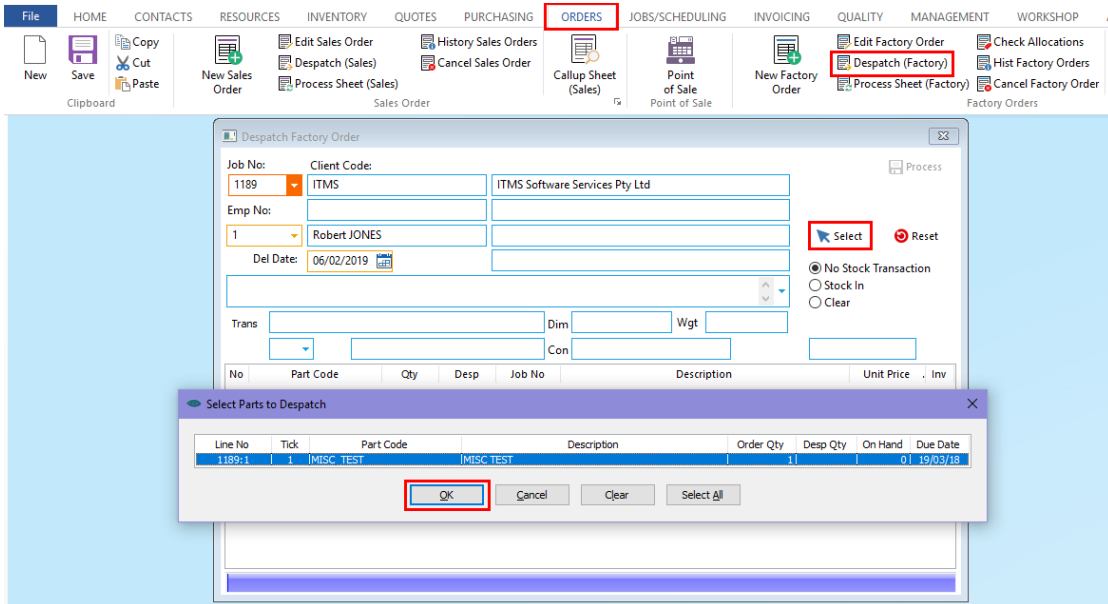 File HOME CONTACTS RESOURCES INVENTORY QUOTES PURCHASING ORDERS JOBS/SCHEDULING INVOICING QUALITY MANAGEMENT WORKSHOP
Copy Edit Sales Order History Sales Orders Edit Factory Order Check Allocations
Cut Despatch (Sales) Cancel Sales Order Despatch (Factory) Hist Factory Orders
New Save New Sales Order Callup Sheet (Sales) Point of Sale New Factory Order
Paste Process Sheet (Sales) Process Sheet (Factory) Cancel Factory Order
Clipboard Sales Order Point of Sale Factory Orders
Despatch Factory Order
Job No: Client Code: Process
1189 ITMS ITMS Software Services Pty Ltd
Emp No:
1 Robert JONES Select Reset
Del Date: 06/02/2019
No Stock Transaction
Stock In
Clear
Trans Dim Wgt
Con
No Part Code Qty Desp Job No Description Unit Price . Inv
Select Parts to Despatch
Line No Tick Part Code Description Order Qty Desp Qty On Hand Due Date
1189:1 1 MISC TEST MISC TEST 1 0 19/03/18
OK Cancel Clear Select All